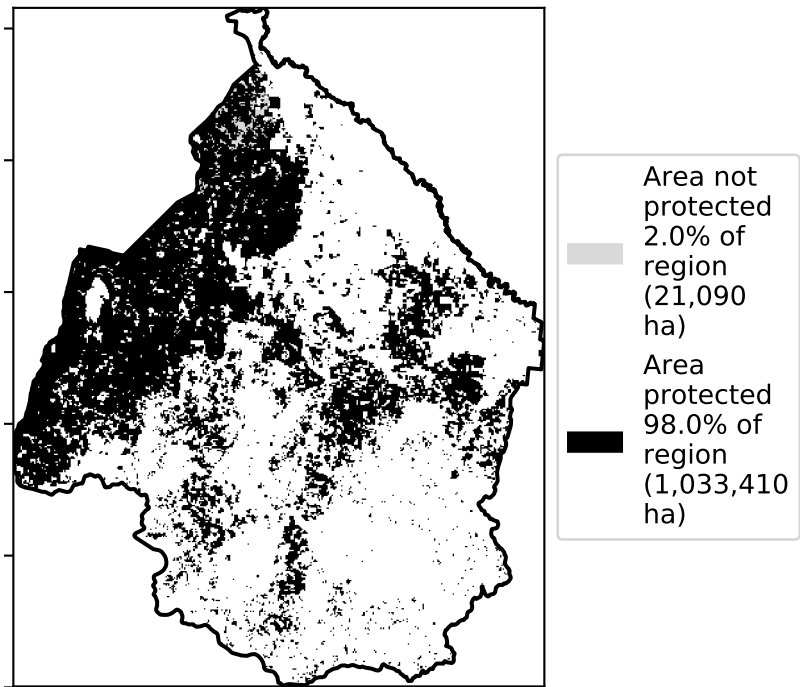 Area not
protected
2.0% of
region
(21,090
ha)
Area
protected
98.0% of
region
(1,033,410
ha)